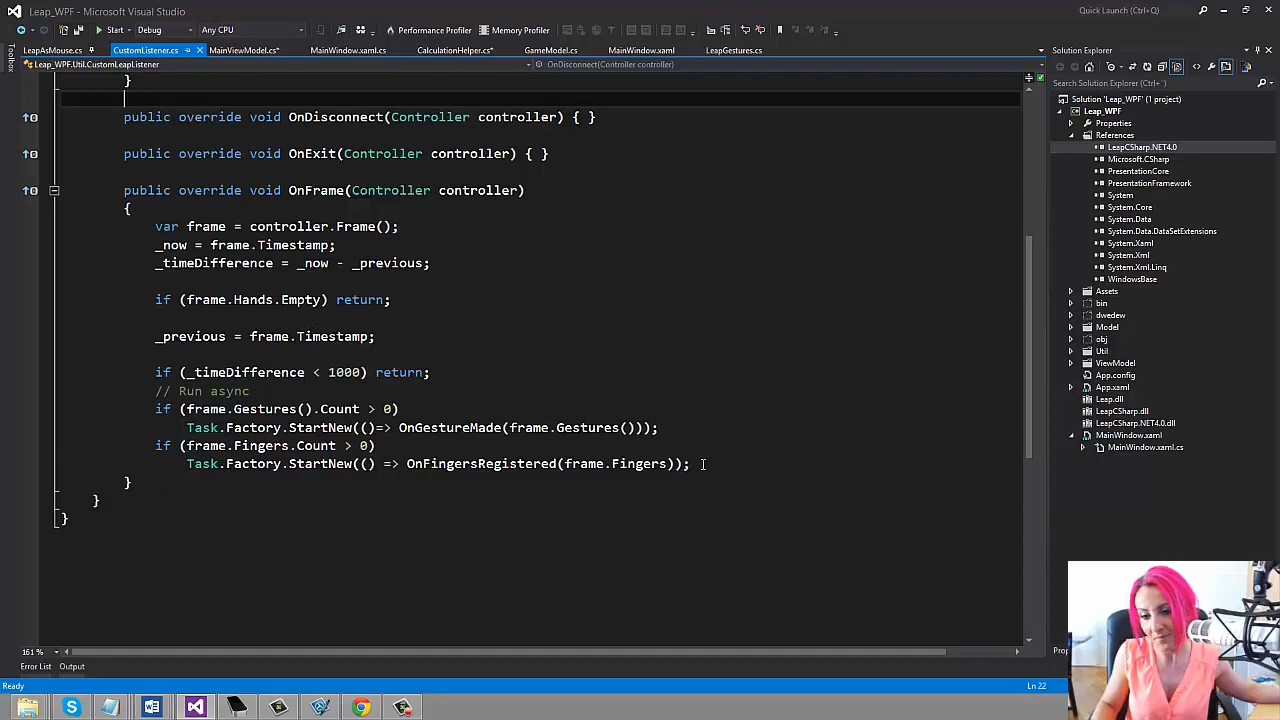 Leap_WPF - Microsoft Visual Studio
Quick Launch (Ctrl+Q)
Start Debug Any CPU Performance Profiler Memory Profiler
LeapAsMouse.cs CustomListener.cs MainViewModel.cs* MainWindow.xaml.cs CalculationHelper.cs* GameModel.cs MainWindow.xaml LeapGestures.cs
Leap_WPF.Util.CustomLeapListener OnDisconnect(Controller controller)
}
public override void OnDisconnect(Controller controller) { }
public override void OnExit(Controller controller) { }
public override void OnFrame(Controller controller)
{
var frame = controller.Frame();
_now = frame.Timestamp;
_timeDifference = _now - _previous;
if (frame.Hands.Empty) return;
_previous = frame.Timestamp;
if (_timeDifference < 1000) return;
// Run async
if (frame.Gestures().Count > 0)
Task.Factory.StartNew(()=> OnGestureMade(frame.Gestures()));
if (frame.Fingers.Count > 0)
Task.Factory.StartNew(() => OnFingersRegistered(frame.Fingers));
}
}
}
161 %
Error List Output
Ready
Ln 22
Solution Explorer
Search Solution Explorer (Ctrl+
Solution 'Leap_WPF' (1 project)
Leap_WPF
Properties
References
LeapCSharp.NET4.0
Microsoft.CSharp
PresentationCore
PresentationFramework
System
System.Core
System.Data
System.Data.DataSetExtensions
System.Xaml
System.Xml
System.Xml.Linq
WindowsBase
Assets
bin
dwedew
Model
obj
Util
ViewModel
App.config
App.xaml
Leap.dll
LeapCSharp.dll
LeapCSharp.NET4.0.dll
MainWindow.xaml
MainWindow.xaml.cs
Toolbox